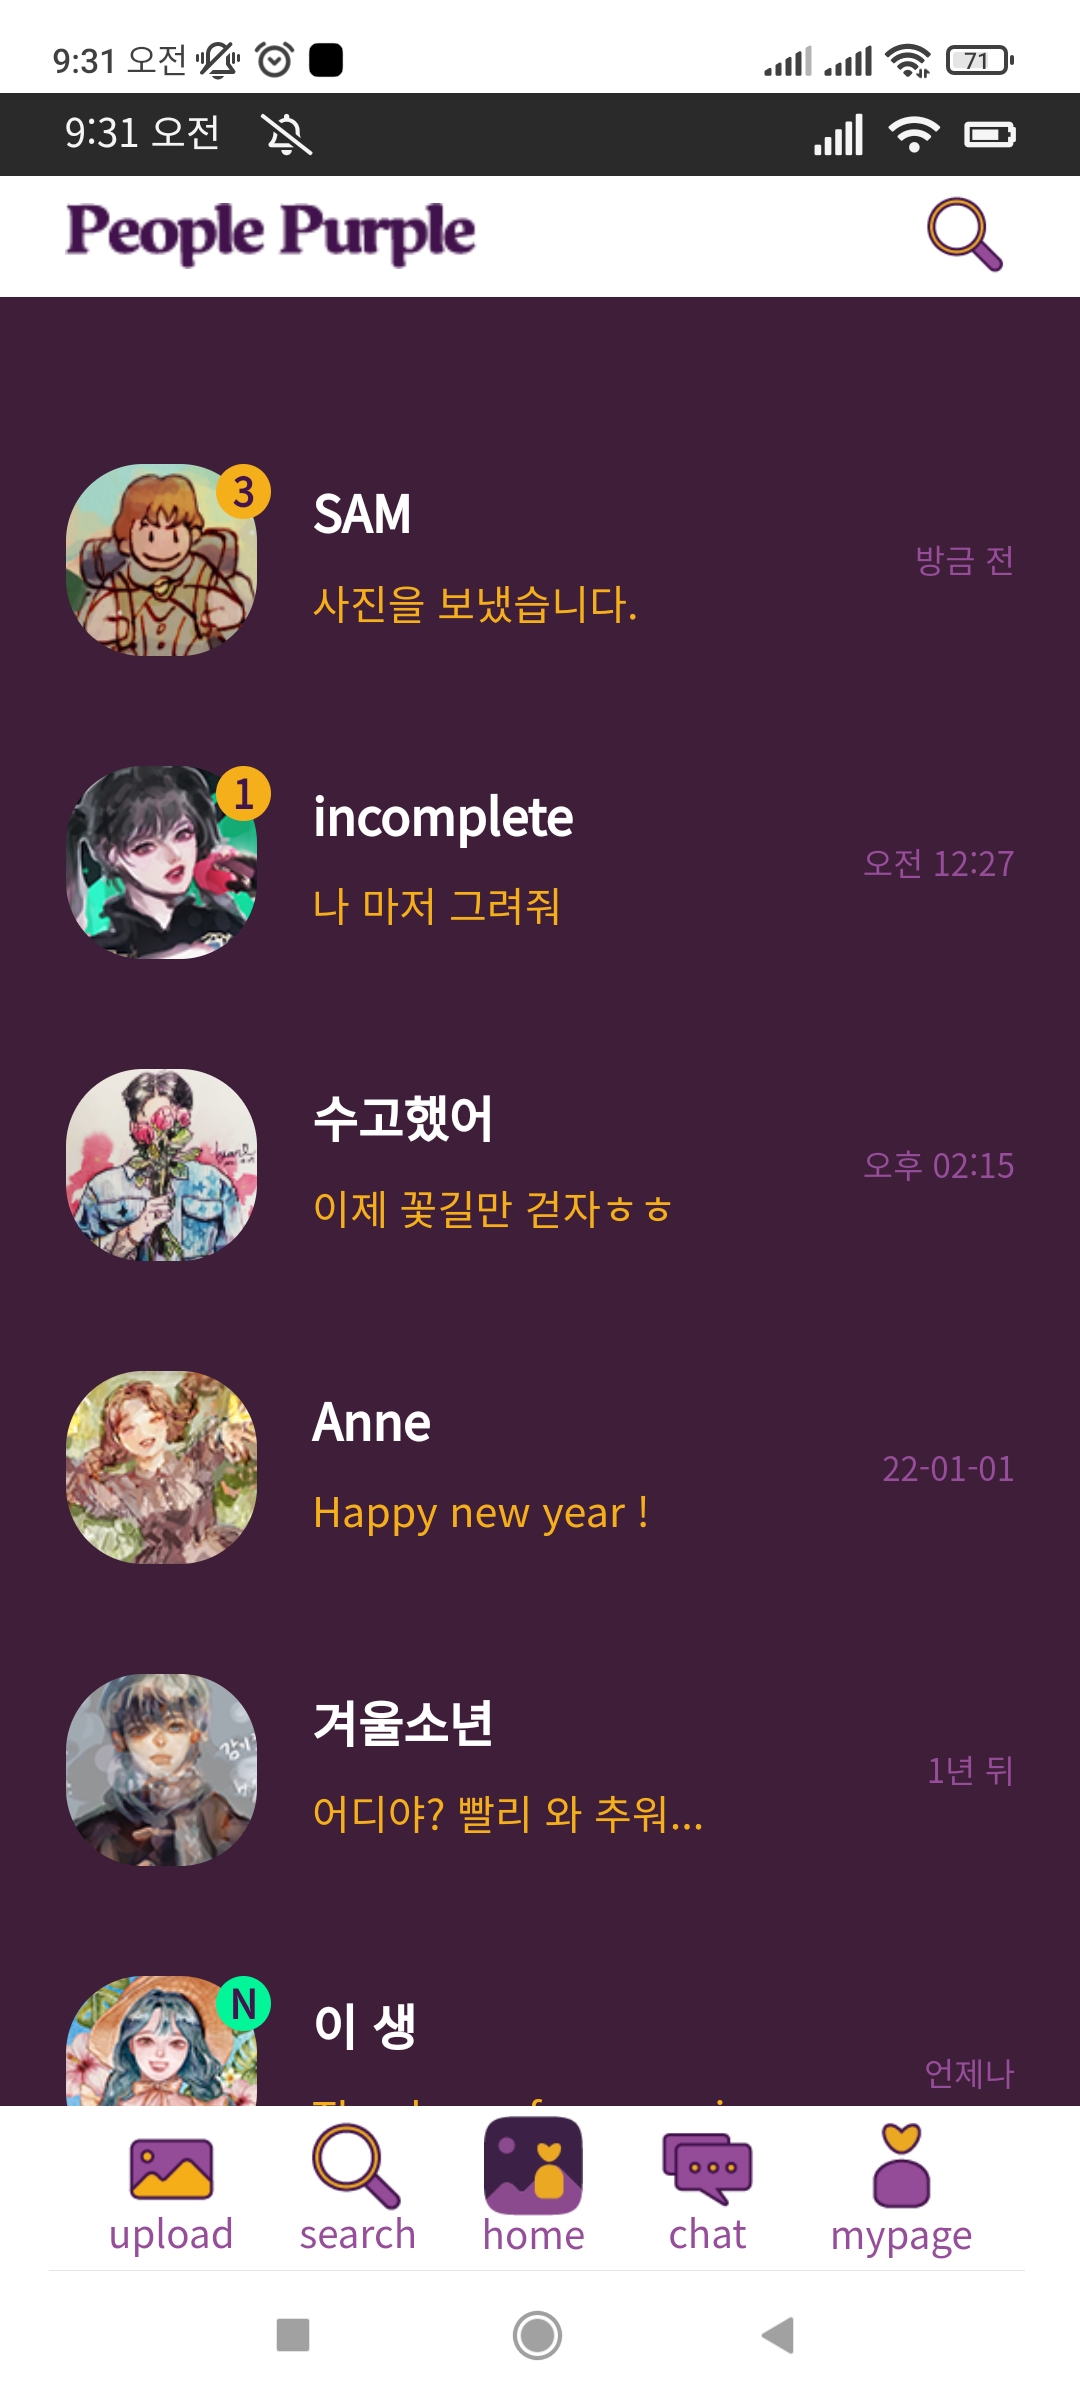 9:31 오전
71
9:31 오전
People Purple
3
SAM
사진을 보냈습니다.
방금 전
1
incomplete
나 마저 그려줘
오전 12:27
수고했어
이제 꽃길만 걷자ㅎㅎ
오후 02:15
Anne
Happy new year !
22-01-01
겨울소년
어디야? 빨리 와 추워...
1년 뒤
N
이 생
언제나
upload
search
home
chat
mypage